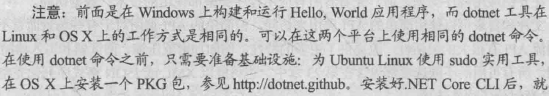 注意：前面是在 Windows 上构建和运行 Hello, World 应用程序，而 dotnet 工具在
Linux 和 OS X 上的工作方式是相同的。可以在这两个平台上使用相同的 dotnet 命令。
在使用 dotnet 命令之前，只需要准备基础设施：为 Ubuntu Linux 使用 sudo 实用工具，
在 OS X 上安装一个 PKG 包，参见 http://dotnet.github。安装好.NET Core CLI 后，就